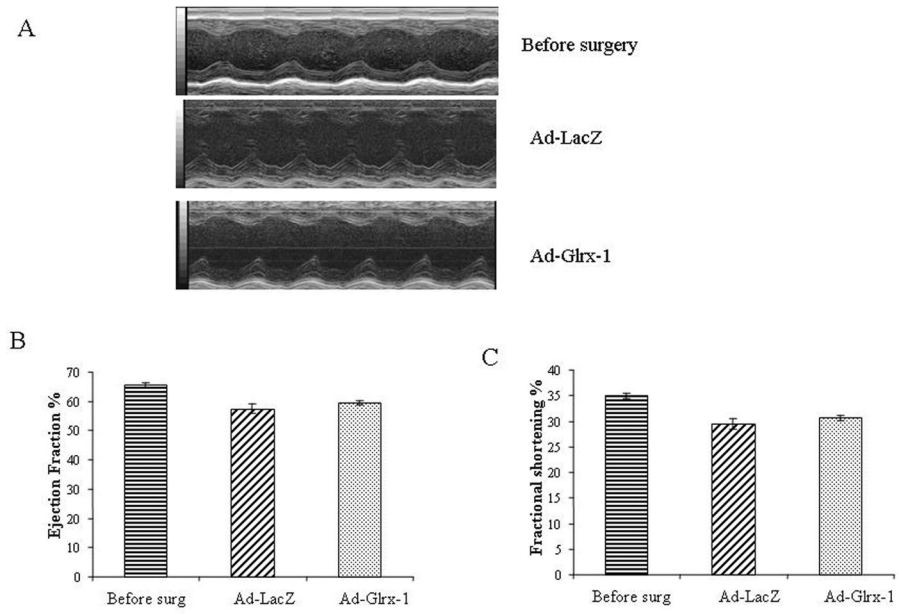 A
Before surgery
Ad-LacZ
Ad-Glrx-1
B
Ejection Fraction %
70
60
50
40
30
20
10
0
Before surg
Ad-LacZ
Ad-Glrx-1
C
Fractional shortening %
40
35
30
25
20
15
10
5
0
Before surg
Ad-LacZ
Ad-Glrx-1